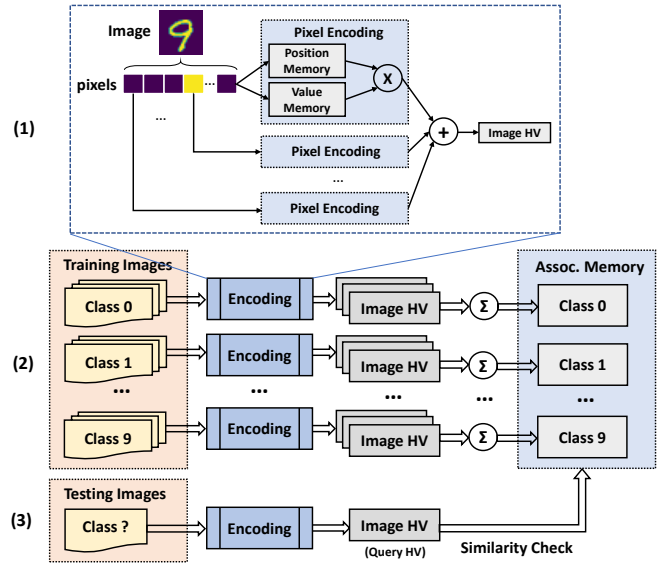 Image
9
Pixel Encoding
Position
Memory
Value
Memory
X
pixels
...
...
(1)
+
Image HV
Pixel Encoding
...
Pixel Encoding
Training Images
Assoc. Memory
Class 0
Encoding
Image HV
Σ
Class 0
(2)
Class 1
Encoding
Image HV
Σ
Class 1
...
...
...
...
...
Class 9
Encoding
Image HV
Σ
Class 9
Testing Images
(3)
Class ?
Encoding
Image HV
(Query HV)
Similarity Check